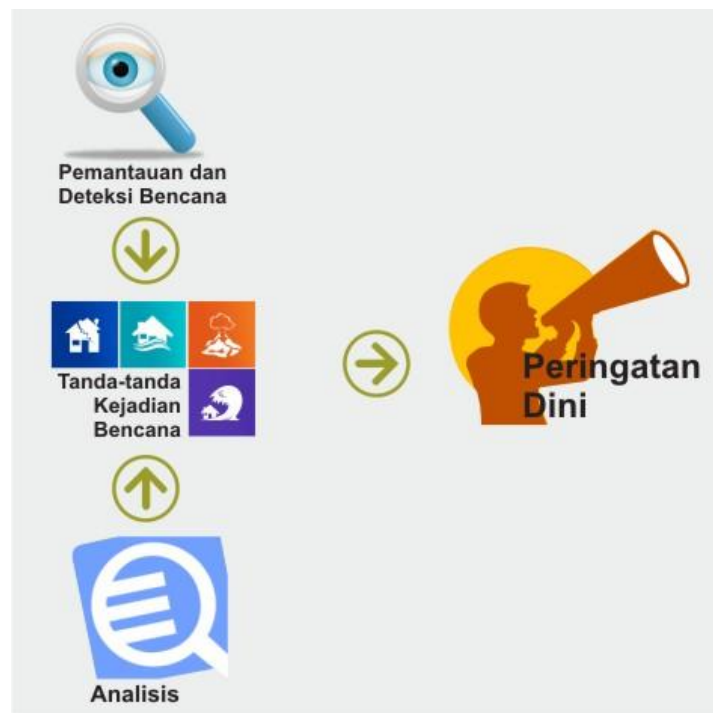 Pemantauan dan
Deteksi Bencana
Tanda-tanda
Kejadian
Bencana
Peringatan
Dini
Analisis